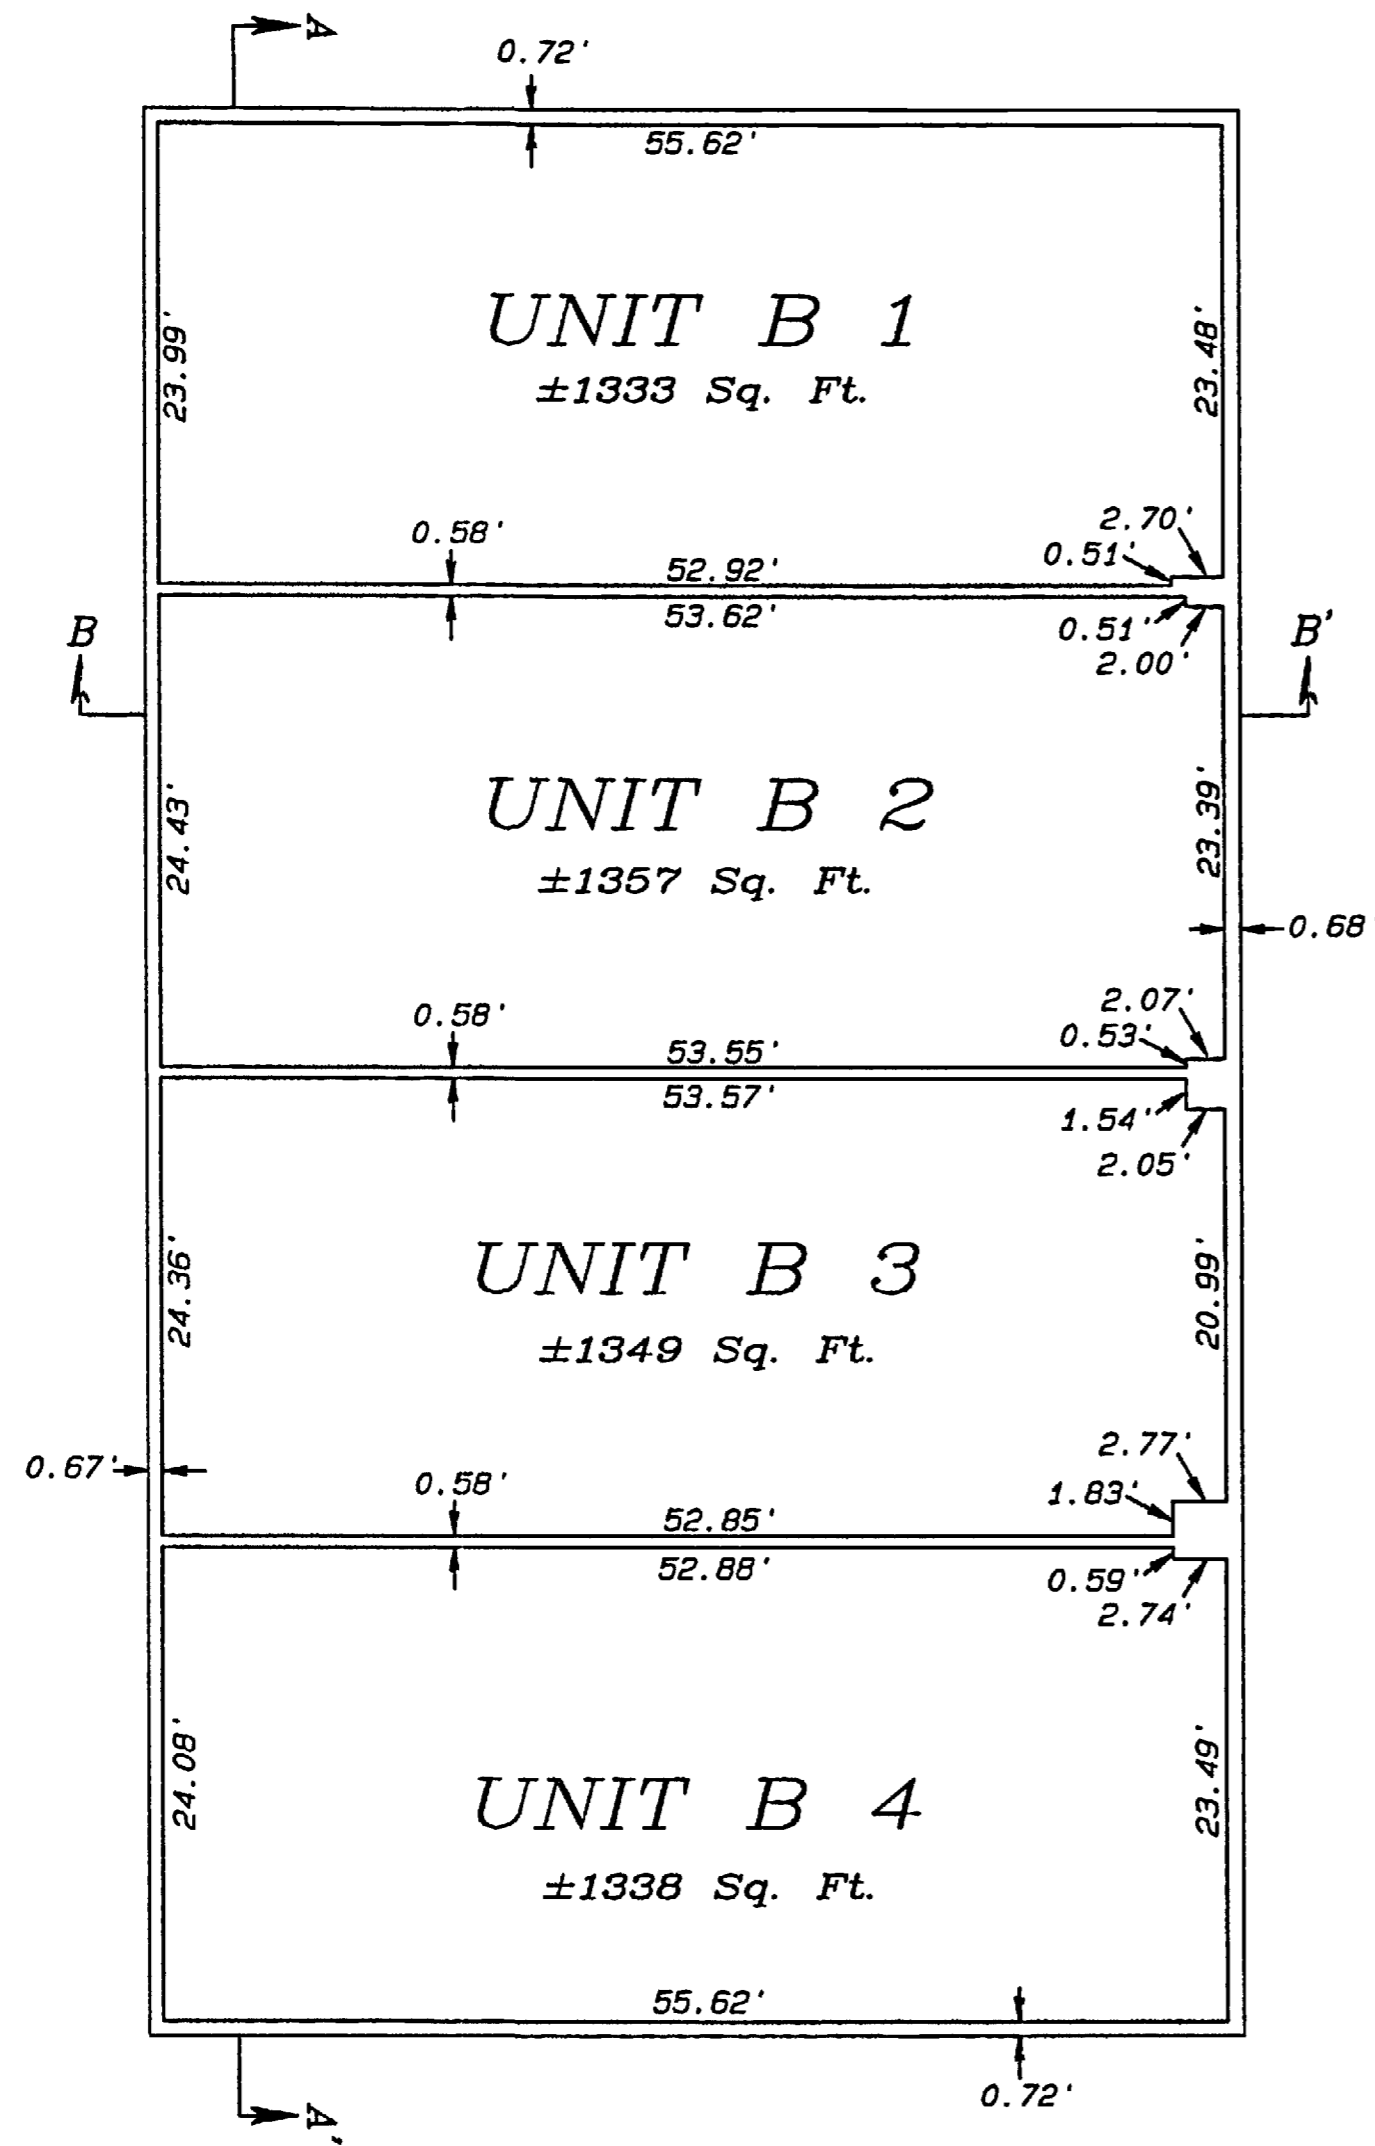 A
0.72'
55.62'
23.99'
UNIT B 1
±1333 Sq. Ft.
23.48'
2.70'
0.51'
0.58'
52.92'
53.62'
0.51'
2.00'
B
B'
24.43'
UNIT B 2
±1357 Sq. Ft.
23.39'
0.68'
2.07'
0.53'
0.58'
53.55'
53.57'
1.54'
2.05'
24.36'
UNIT B 3
±1349 Sq. Ft.
20.99'
2.77'
1.83'
0.67'
0.58'
52.85'
52.88'
0.59'
2.74'
24.08'
UNIT B 4
±1338 Sq. Ft.
23.49'
55.62'
0.72'
A'